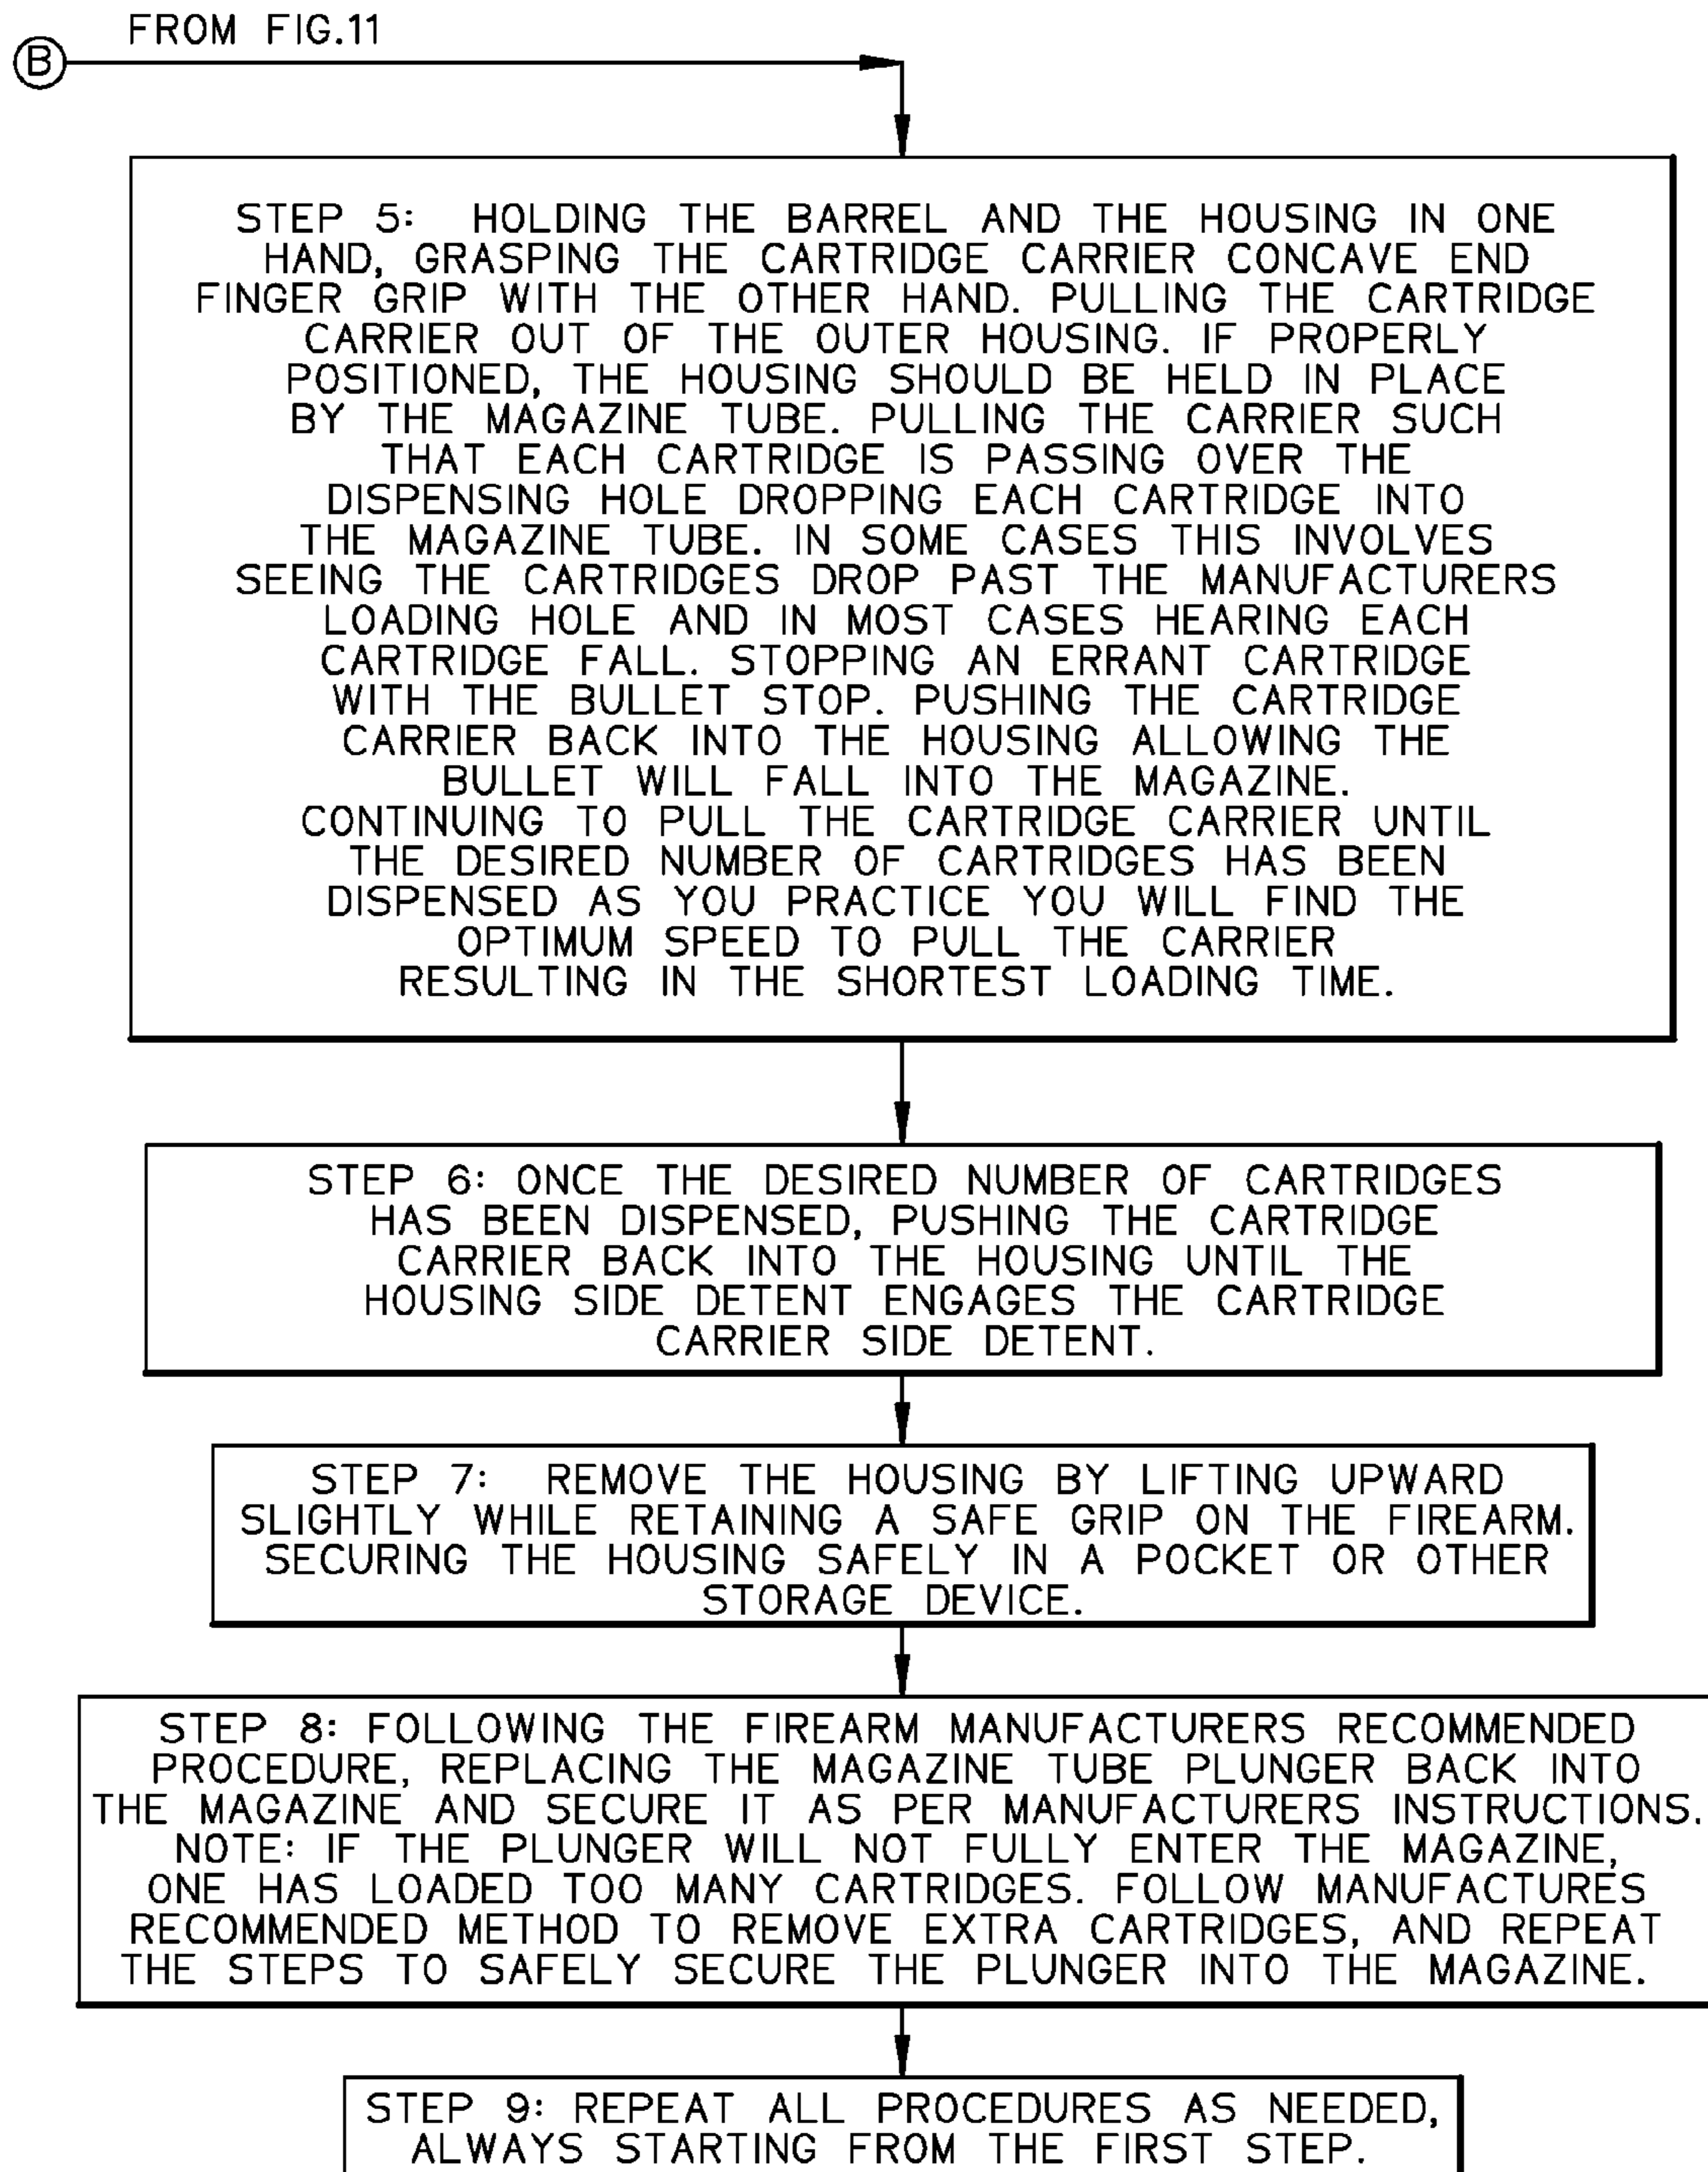 FROM FIG.11
B
STEP 5: HOLDING THE BARREL AND THE HOUSING IN ONE
HAND, GRASPING THE CARTRIDGE CARRIER CONCAVE END
FINGER GRIP WITH THE OTHER HAND. PULLING THE CARTRIDGE
CARRIER OUT OF THE OUTER HOUSING. IF PROPERLY
POSITIONED, THE HOUSING SHOULD BE HELD IN PLACE
BY THE MAGAZINE TUBE. PULLING THE CARRIER SUCH
THAT EACH CARTRIDGE IS PASSING OVER THE
DISPENSING HOLE DROPPING EACH CARTRIDGE INTO
THE MAGAZINE TUBE. IN SOME CASES THIS INVOLVES
SEEING THE CARTRIDGES DROP PAST THE MANUFACTURERS
LOADING HOLE AND IN MOST CASES HEARING EACH
CARTRIDGE FALL. STOPPING AN ERRANT CARTRIDGE
WITH THE BULLET STOP. PUSHING THE CARTRIDGE
CARRIER BACK INTO THE HOUSING ALLOWING THE
BULLET WILL FALL INTO THE MAGAZINE.
CONTINUING TO PULL THE CARTRIDGE CARRIER UNTIL
THE DESIRED NUMBER OF CARTRIDGES HAS BEEN
DISPENSED AS YOU PRACTICE YOU WILL FIND THE
OPTIMUM SPEED TO PULL THE CARRIER
RESULTING IN THE SHORTEST LOADING TIME.
STEP 6: ONCE THE DESIRED NUMBER OF CARTRIDGES
HAS BEEN DISPENSED, PUSHING THE CARTRIDGE
CARRIER BACK INTO THE HOUSING UNTIL THE
HOUSING SIDE DETENT ENGAGES THE CARTRIDGE
CARRIER SIDE DETENT.
STEP 7: REMOVE THE HOUSING BY LIFTING UPWARD
SLIGHTLY WHILE RETAINING A SAFE GRIP ON THE FIREARM.
SECURING THE HOUSING SAFELY IN A POCKET OR OTHER
STORAGE DEVICE.
STEP 8: FOLLOWING THE FIREARM MANUFACTURERS RECOMMENDED
PROCEDURE, REPLACING THE MAGAZINE TUBE PLUNGER BACK INTO
THE MAGAZINE AND SECURE IT AS PER MANUFACTURERS INSTRUCTIONS.
NOTE: IF THE PLUNGER WILL NOT FULLY ENTER THE MAGAZINE,
ONE HAS LOADED TOO MANY CARTRIDGES. FOLLOW MANUFACTURES
RECOMMENDED METHOD TO REMOVE EXTRA CARTRIDGES, AND REPEAT
THE STEPS TO SAFELY SECURE THE PLUNGER INTO THE MAGAZINE.
STEP 9: REPEAT ALL PROCEDURES AS NEEDED,
ALWAYS STARTING FROM THE FIRST STEP.